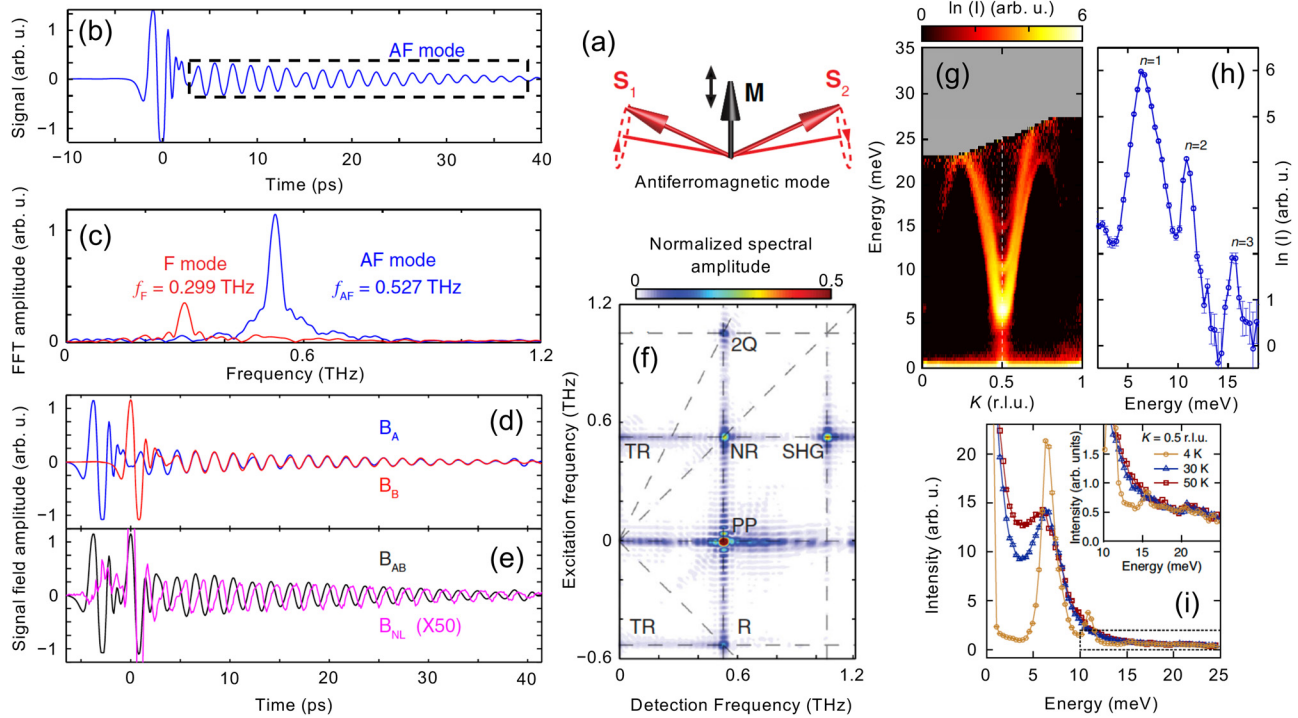 (b)
AF mode
Signal (arb. u.)
1
0
−1
−10 0 10 20 30 40
Time (ps)
(a)
S1
M
S2
Antiferromagnetic mode
(c)
F mode
fF = 0.299 THz
AF mode
fAF = 0.527 THz
FFT amplitude (arb. u.)
1
0
0 0.6 1.2
Frequency (THz)
(d)
BA
BB
1
0
−1
Signal field amplitude (arb. u.)
(e)
BAB
BNL (X50)
1
0
−1
−5 0 5 10 15 20 25 30 35 40
Time (ps)
Normalized spectral
amplitude
0 0.5
(f)
Excitation frequency (THz)
1.2
0.6
0
−0.6
2Q
TR NR SHG
PP
TR R
0 0.6 1.2
Detection Frequency (THz)
ln (I) (arb. u.)
0 6
(g)
Energy (meV)
35
30
25
20
15
10
5
0
0 0.5 1
K (r.l.u.)
(h)
n=1
n=2
n=3
6
5
4
3
2
1
0
ln (I) (arb. u.)
5 10 15
Energy (meV)
(i)
Intensity (arb. u.)
20
15
10
5
0
0 5 10 15 20 25
Energy (meV)
K = 0.5 r.l.u.
4 K
30 K
50 K
Intensity (arb. units)
1.5
1.0
0.5
0.0
10 15 20
Energy (meV)